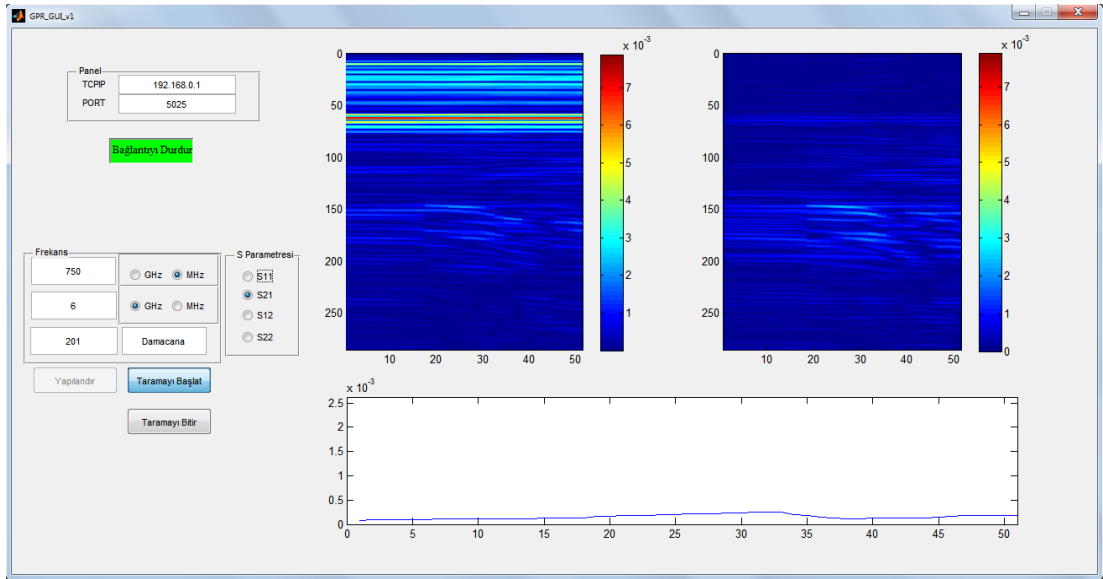 GPR_GUI_v1
Panel
TCPIP 192.168.0.1
PORT 5025
Bağlantıyı Durdur
Frekans
750 GHz MHz
6 GHz MHz
201 Damacana
S Parametresi
S11
S21
S12
S22
Yapılandır Taramayı Başlat
Taramayı Bitir
x 10^-3
0
50
100
150
200
250
10 20 30 40 50
7
6
5
4
3
2
1
x 10^-3
0
50
100
150
200
250
10 20 30 40 50
7
6
5
4
3
2
1
0
x 10^-3
2.5
2
1.5
1
0.5
0
0 5 10 15 20 25 30 35 40 45 50